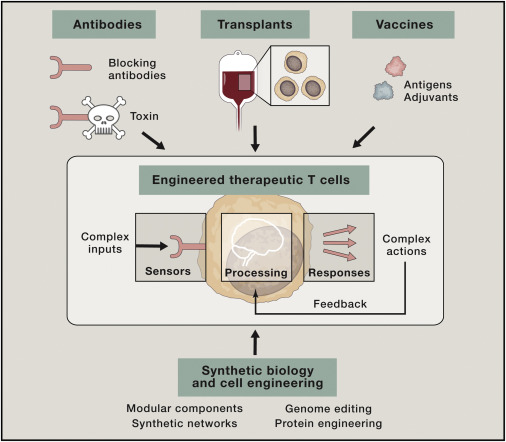 Antibodies
Transplants
Vaccines
Blocking
antibodies
Toxin
Antigens
Adjuvants
Engineered therapeutic T cells
Complex
inputs
Sensors
Processing
Responses
Complex
actions
Feedback
Synthetic biology
and cell engineering
Modular components
Genome editing
Synthetic networks
Protein engineering